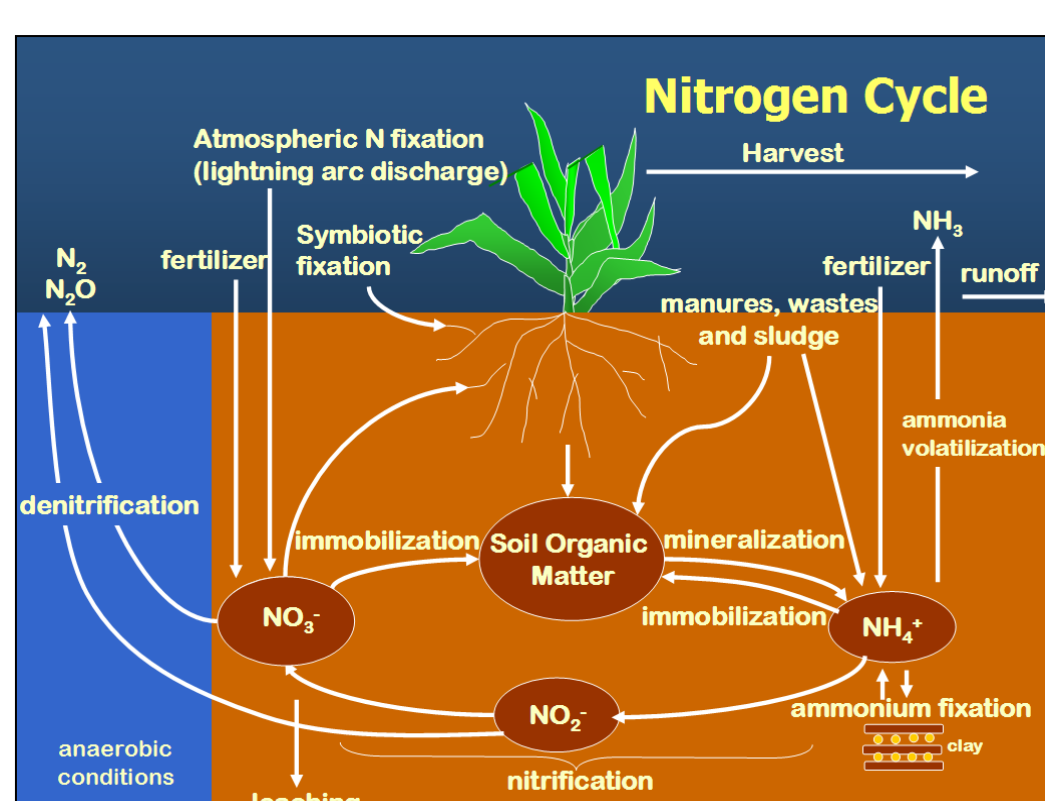 Nitrogen Cycle
Atmospheric N fixation
(lightning arc discharge)
Harvest
Symbiotic
fixation
fertilizer
N₂
N₂O
NH₃
fertilizer
runoff
manures, wastes
and sludge
ammonia
volatilization
denitrification
immobilization
Soil Organic
Matter
mineralization
immobilization
NO₃⁻
NH₄⁺
NO₂⁻
ammonium fixation
clay
anaerobic
conditions
nitrification
leaching